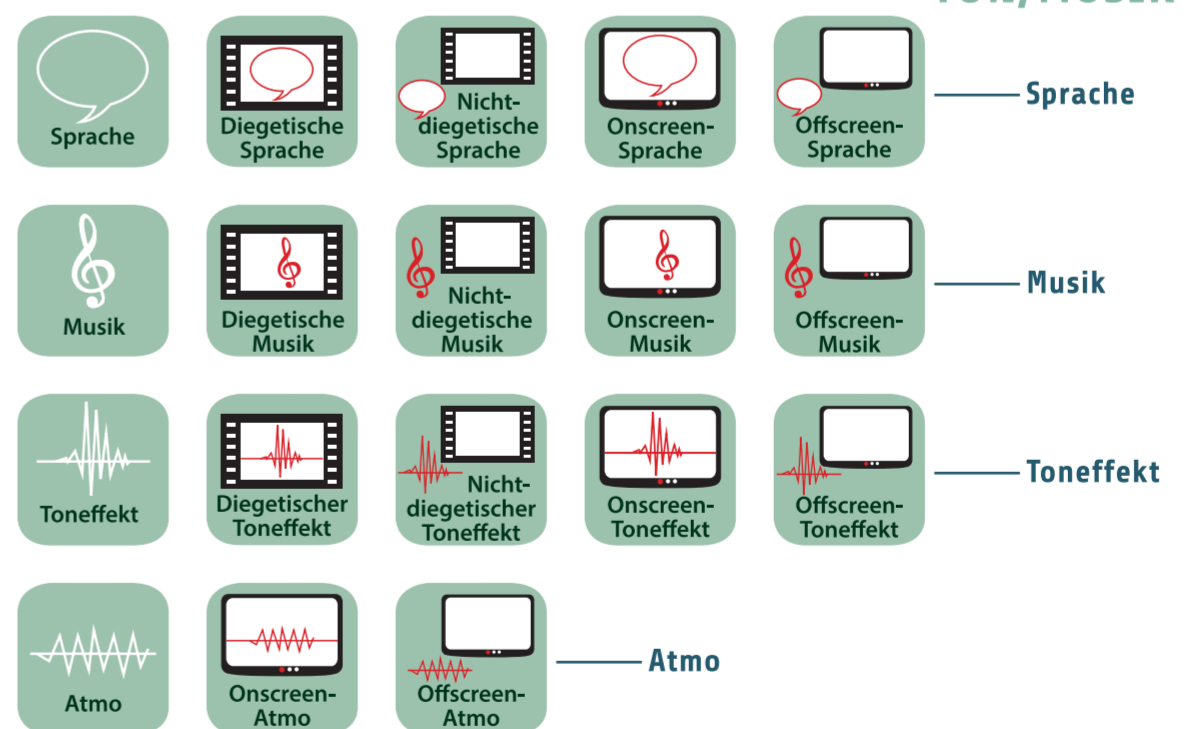 Sprache
Diegetische
Sprache
Nicht-
diegetische
Sprache
Onscreen-
Sprache
Offscreen-
Sprache
Sprache
Musik
Diegetische
Musik
Nicht-
diegetische
Musik
Onscreen-
Musik
Offscreen-
Musik
Musik
Toneffekt
Diegetischer
Toneffekt
Nicht-
diegetischer
Toneffekt
Onscreen-
Toneffekt
Offscreen-
Toneffekt
Toneffekt
Atmo
Onscreen-
Atmo
Offscreen-
Atmo
Atmo